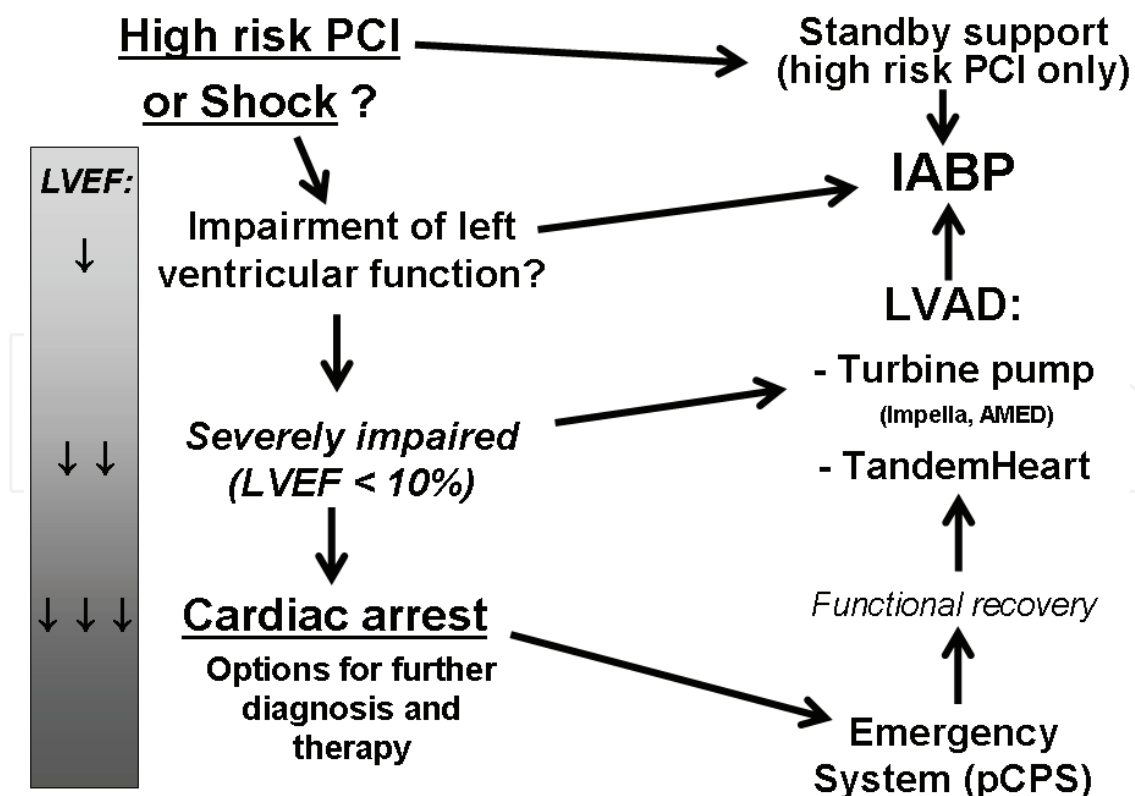 High risk PCI
or Shock ?
LVEF:
↓
Impairment of left
ventricular function?
↓ ↓
Severely impaired
(LVEF < 10%)
↓ ↓ ↓
Cardiac arrest
Options for further
diagnosis and
therapy
Standby support
(high risk PCI only)
IABP
LVAD:
- Turbine pump
(Impella, AMED)
- TandemHeart
Functional recovery
Emergency
System (pCPS)